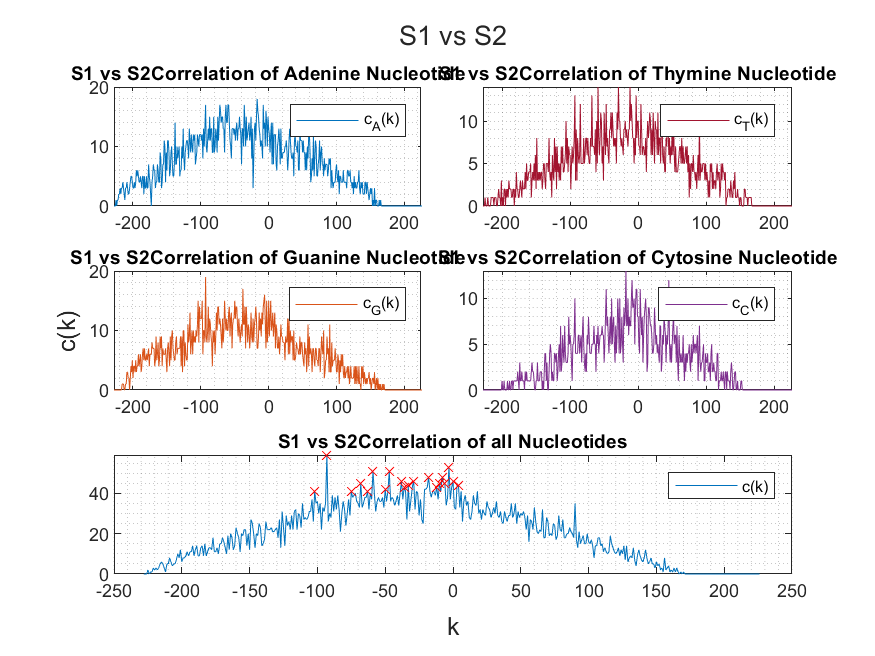 S1 vs S2
S1 vs S2Correlation of Adenine Nucleotide
S1 vs S2Correlation of Thymine Nucleotide
20
10
0
c_A(k)
-200 -100 0 100 200
10
5
0
c_T(k)
-200 -100 0 100 200
S1 vs S2Correlation of Guanine Nucleotide
S1 vs S2Correlation of Cytosine Nucleotide
20
10
0
c_G(k)
-200 -100 0 100 200
10
5
0
c_C(k)
-200 -100 0 100 200
c(k)
S1 vs S2Correlation of all Nucleotides
40
20
0
c(k)
-250 -200 -150 -100 -50 0 50 100 150 200 250
k